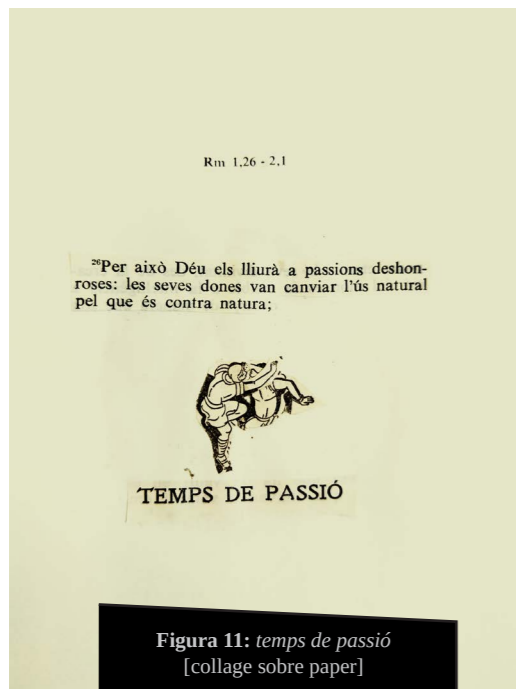 Rm 1,26 - 2,1
²⁶Per això Déu els lliurà a passions deshon-
roses: les seves dones van canviar l'ús natural
pel que és contra natura;
TEMPS DE PASSIÓ
Figura 11: temps de passió
[collage sobre paper]